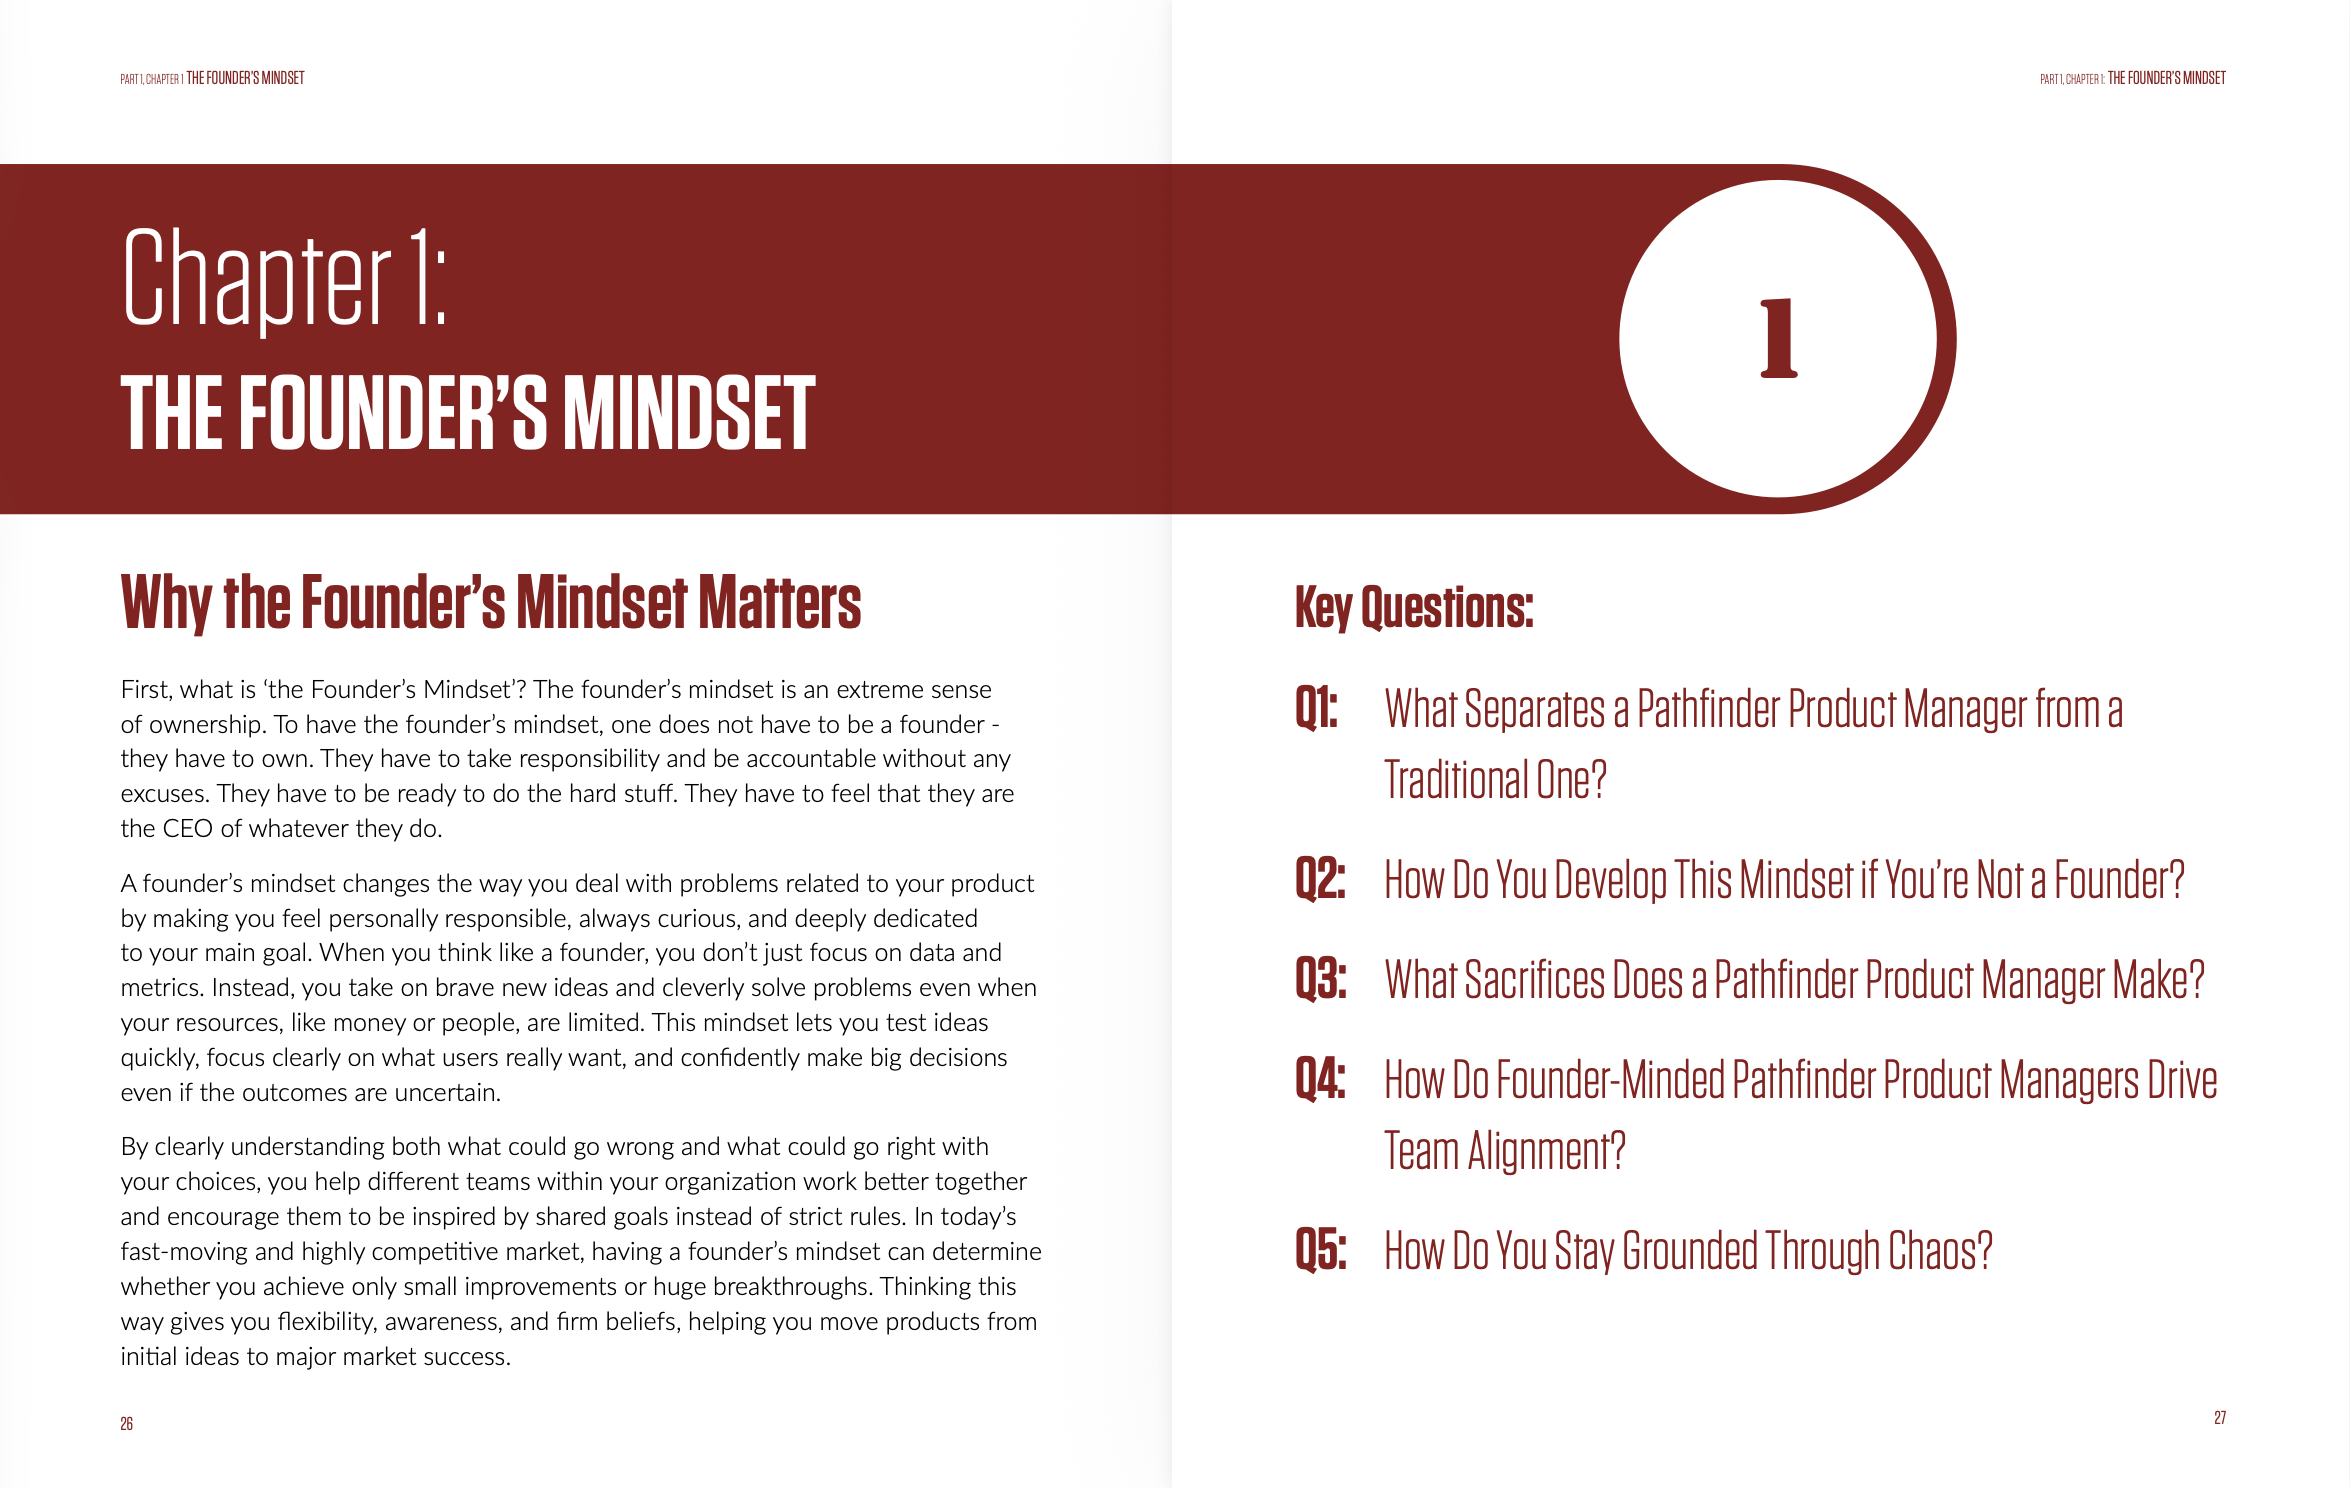 PART 1, CHAPTER 1 THE FOUNDER’S MINDSET
Chapter 1:
THE FOUNDER’S MINDSET
Why the Founder’s Mindset Matters
First, what is ‘the Founder’s Mindset’? The founder’s mindset is an extreme sense
of ownership. To have the founder’s mindset, one does not have to be a founder -
they have to own. They have to take responsibility and be accountable without any
excuses. They have to be ready to do the hard stuff. They have to feel that they are
the CEO of whatever they do.
A founder’s mindset changes the way you deal with problems related to your product
by making you feel personally responsible, always curious, and deeply dedicated
to your main goal. When you think like a founder, you don’t just focus on data and
metrics. Instead, you take on brave new ideas and cleverly solve problems even when
your resources, like money or people, are limited. This mindset lets you test ideas
quickly, focus clearly on what users really want, and confidently make big decisions
even if the outcomes are uncertain.
By clearly understanding both what could go wrong and what could go right with
your choices, you help different teams within your organization work better together
and encourage them to be inspired by shared goals instead of strict rules. In today’s
fast-moving and highly competitive market, having a founder’s mindset can determine
whether you achieve only small improvements or huge breakthroughs. Thinking this
way gives you flexibility, awareness, and firm beliefs, helping you move products from
initial ideas to major market success.
26
PART 1, CHAPTER 1: THE FOUNDER’S MINDSET
1
Key Questions:
Q1: What Separates a Pathfinder Product Manager from a
Traditional One?
Q2: How Do You Develop This Mindset if You’re Not a Founder?
Q3: What Sacrifices Does a Pathfinder Product Manager Make?
Q4: How Do Founder-Minded Pathfinder Product Managers Drive
Team Alignment?
Q5: How Do You Stay Grounded Through Chaos?
27